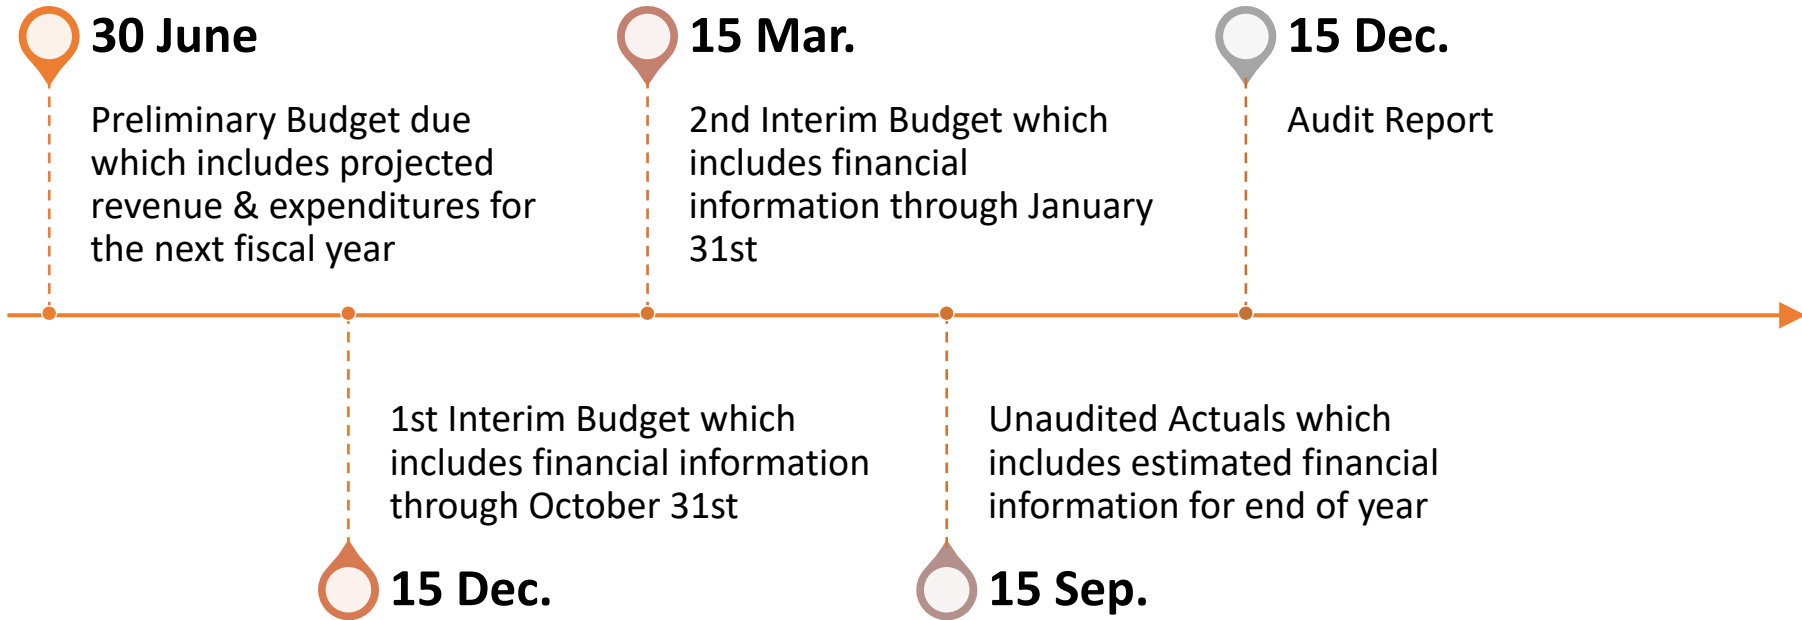 30 June
Preliminary Budget due
which includes projected
revenue & expenditures for
the next fiscal year
15 Mar.
2nd Interim Budget which
includes financial
information through January
31st
15 Dec.
Audit Report
1st Interim Budget which
includes financial information
through October 31st
15 Dec.
Unaudited Actuals which
includes estimated financial
information for end of year
15 Sep.